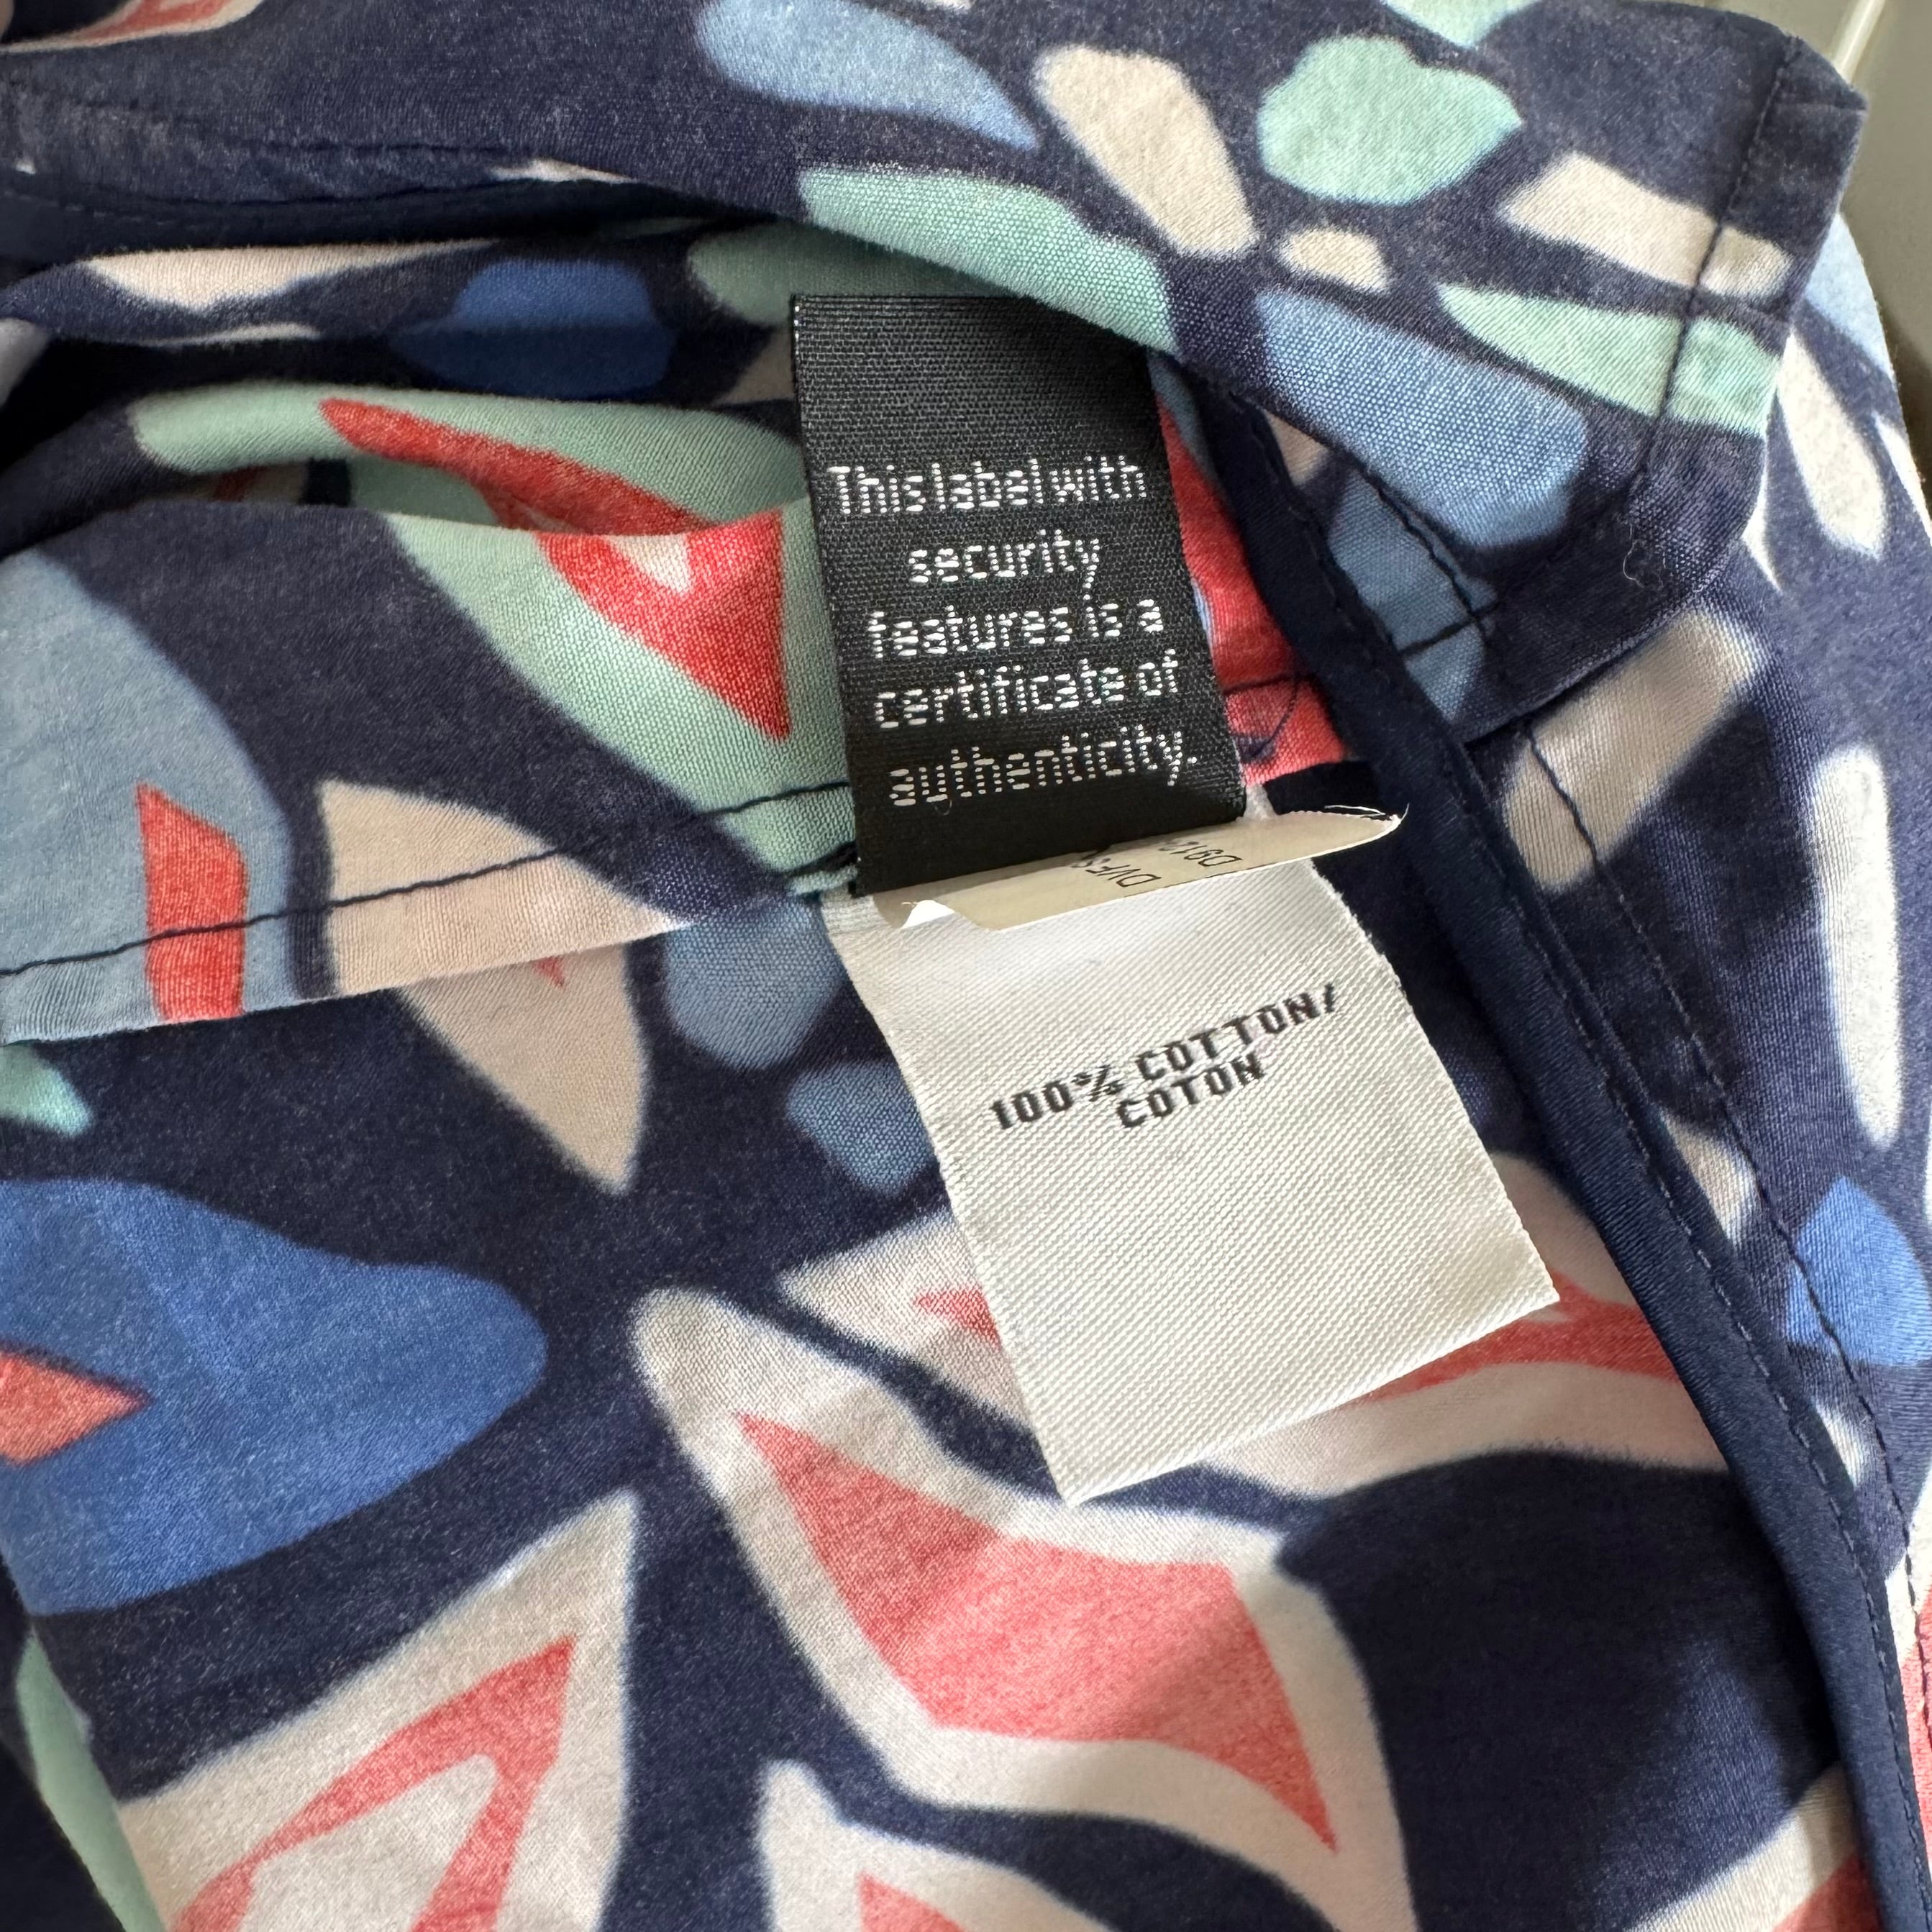 This label with
security
features is a
certificate of
authenticity.
100% COTTON/
COTON